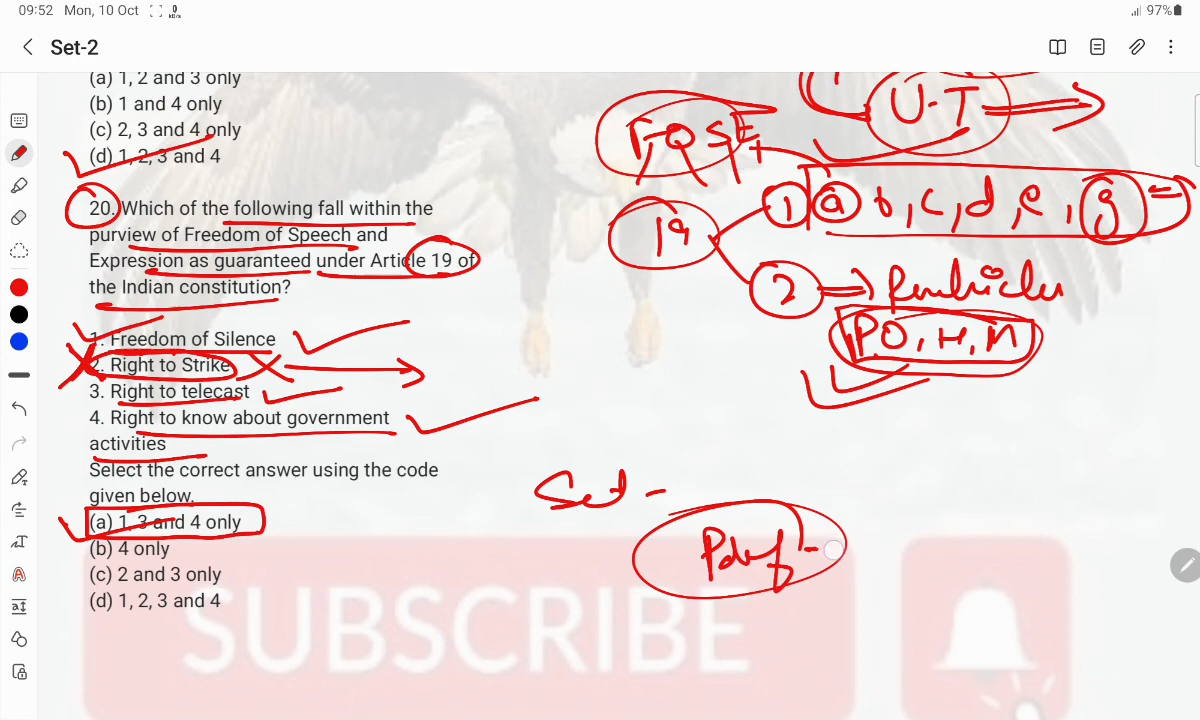 09:52 Mon, 10 Oct 0 KB/s 97%
Set-2
(a) 1, 2 and 3 only
(b) 1 and 4 only
(c) 2, 3 and 4 only
(d) 1, 2, 3 and 4
20. Which of the following fall within the
purview of Freedom of Speech and
Expression as guaranteed under Article 19 of
the Indian constitution?
1. Freedom of Silence
2. Right to Strike
3. Right to telecast
4. Right to know about government
activities
Select the correct answer using the code
given below.
(a) 1, 3 and 4 only
(b) 4 only
(c) 2 and 3 only
(d) 1, 2, 3 and 4
U.T
19
1 a b, c, d, e, g
2
PO, H, M
Set -
Pdf -
SUBSCRIBE